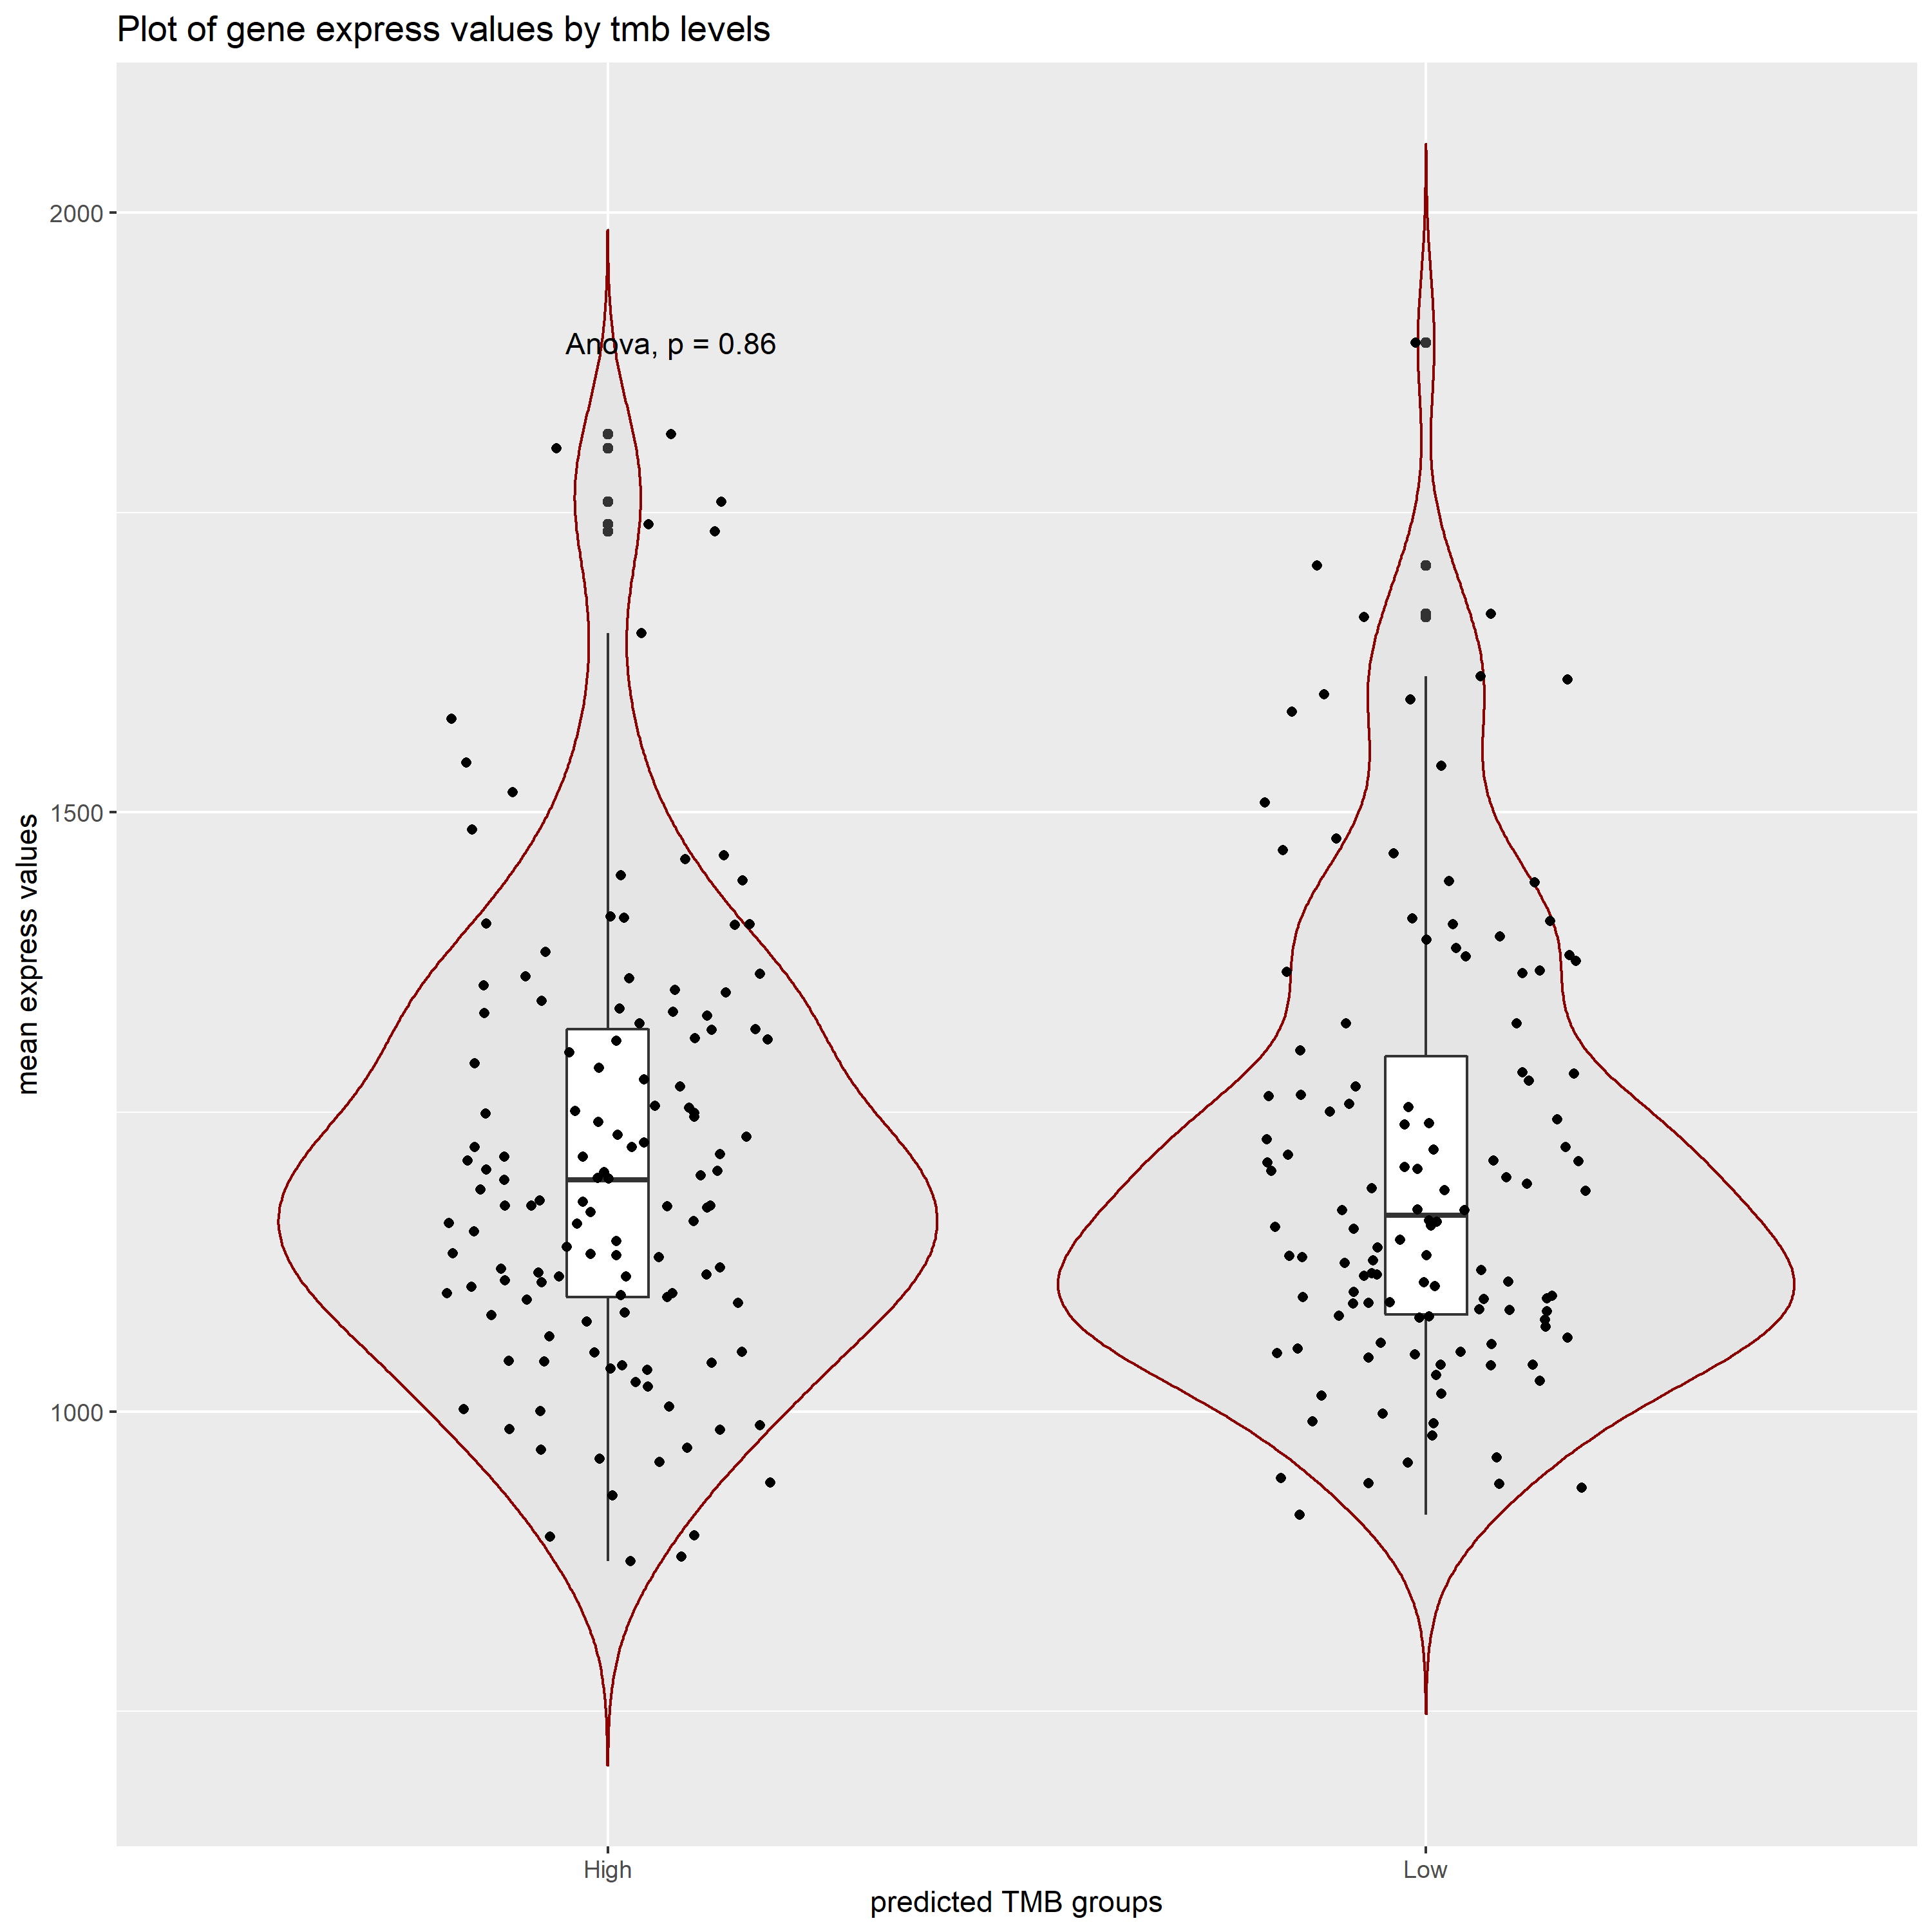 Plot of gene express values by tmb levels
2000
Anova, p = 0.86
1500
mean express values
1000
High
Low
predicted TMB groups